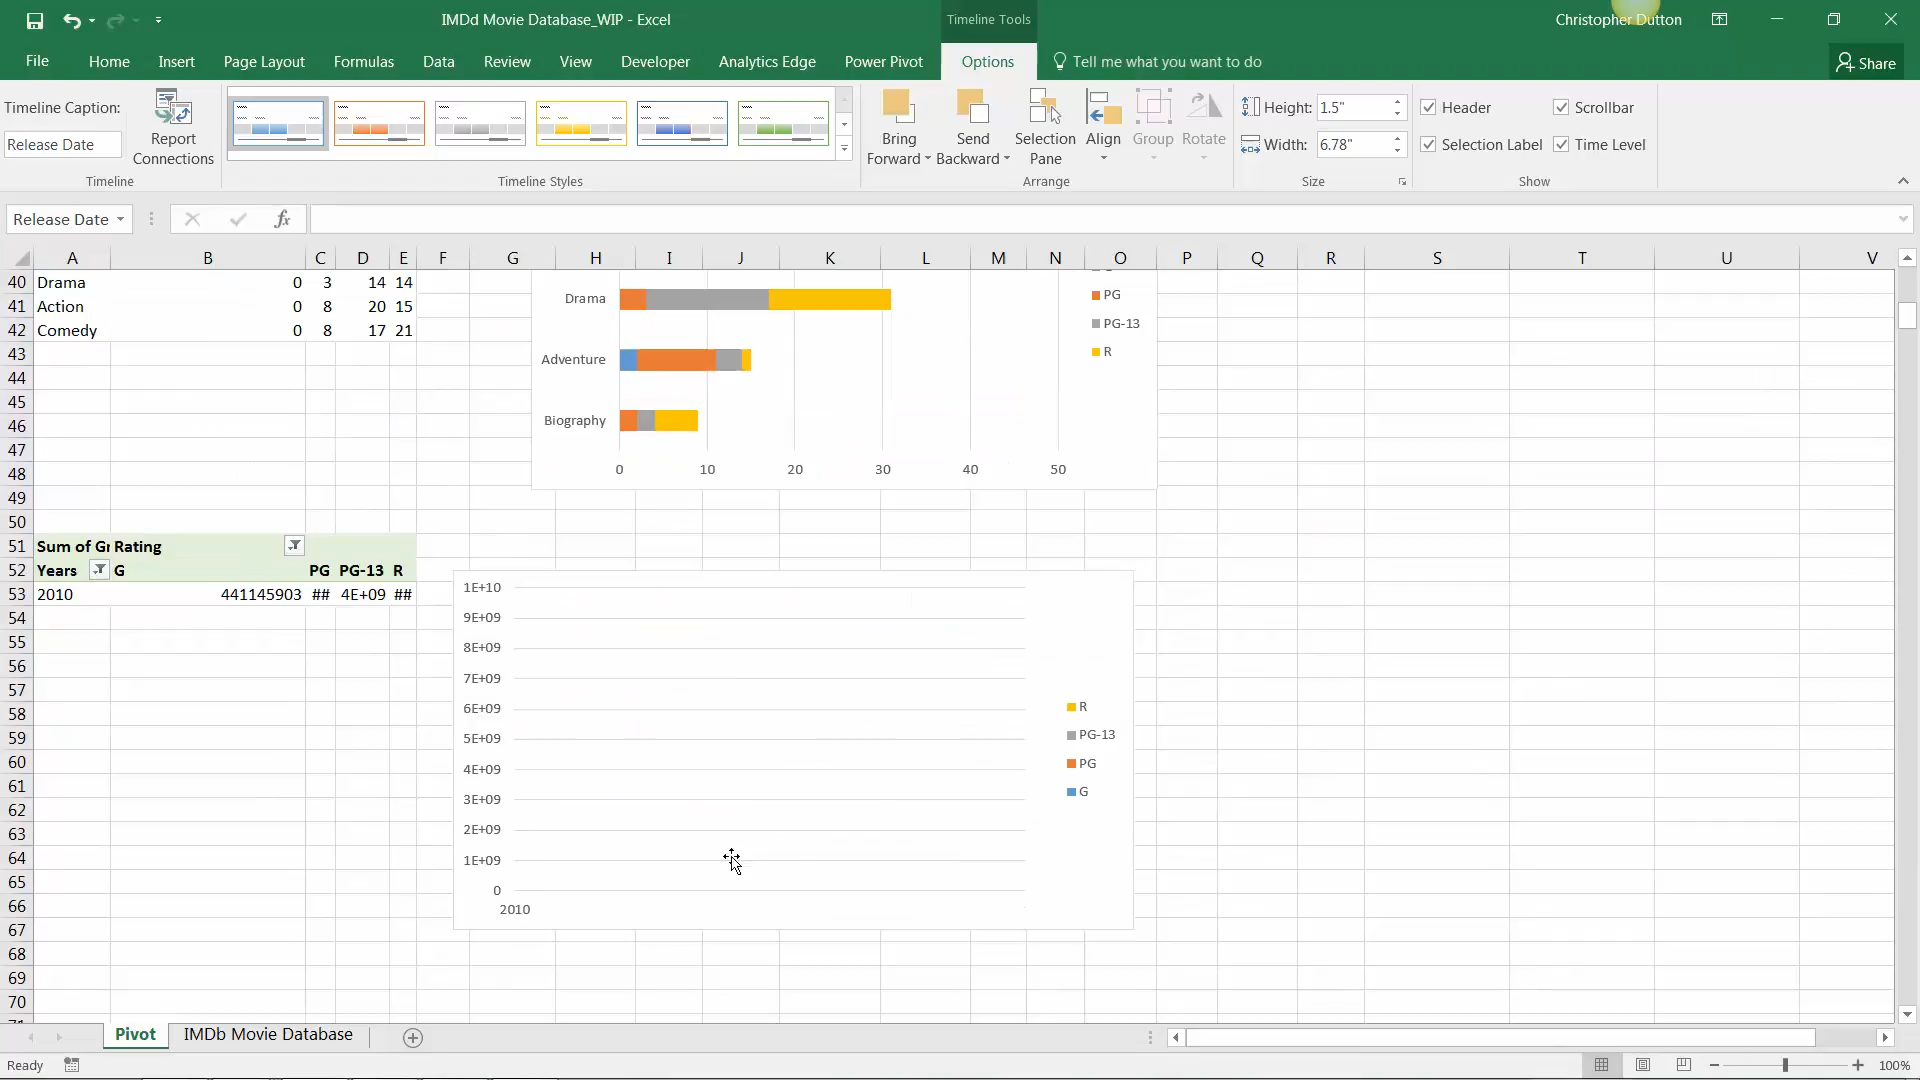 IMDd Movie Database_WIP - Excel
Timeline Tools
Christopher Dutton
File Home Insert Page Layout Formulas Data Review View Developer Analytics Edge Power Pivot Options Tell me what you want to do Share
Timeline Caption:
Release Date
Report Connections
Timeline
Timeline Styles
Bring Forward
Send Backward
Selection Pane
Align
Group
Rotate
Arrange
Height: 1.5"
Width: 6.78"
Size
Header
Scrollbar
Selection Label
Time Level
Show
Release Date
fx
A B C D E F G H I J K L M N O P Q R S T U V
40 Drama 0 3 14 14
41 Action 0 8 20 15
42 Comedy 0 8 17 21
43
44
45
46
47
48
49
50
51 Sum of Gr Rating
52 Years G PG PG-13 R
53 2010 441145903 ## 4E+09 ##
54
55
56
57
58
59
60
61
62
63
64
65
66
67
68
69
70
Drama
Adventure
Biography
0 10 20 30 40 50
PG
PG-13
R
1E+10
9E+09
8E+09
7E+09
6E+09
5E+09
4E+09
3E+09
2E+09
1E+09
0
2010
R
PG-13
PG
G
Pivot IMDb Movie Database
Ready
100%